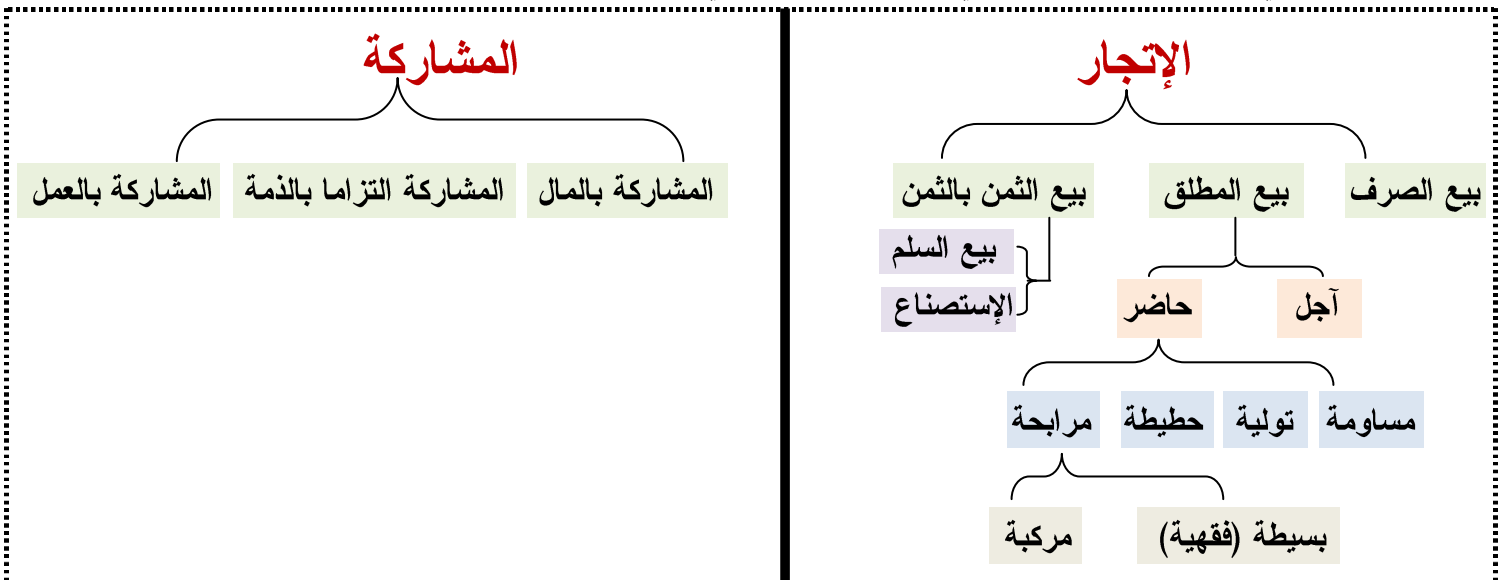 الإتجار
بيع الصرف
بيع المطلق
بيع الثمن بالثمن
بيع السلم
الإستصناع
آجل
حاضر
مساومة
تولية
حطيطة
مرابحة
بسيطة (فقهية)
مركبة
المشاركة
المشاركة بالمال
المشاركة التزاما بالذمة
المشاركة بالعمل